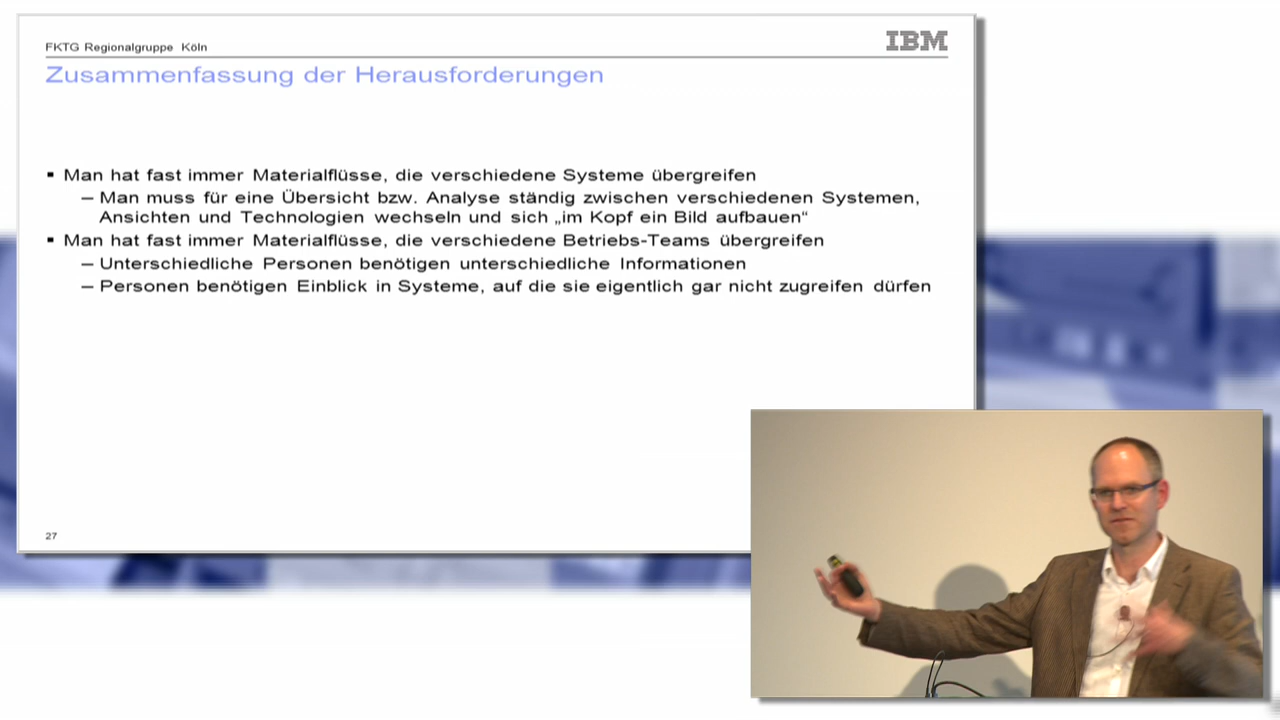 FKTG Regionalgruppe Köln
IBM
Zusammenfassung der Herausforderungen
▪ Man hat fast immer Materialflüsse, die verschiedene Systeme übergreifen
– Man muss für eine Übersicht bzw. Analyse ständig zwischen verschiedenen Systemen,
Ansichten und Technologien wechseln und sich „im Kopf ein Bild aufbauen“
▪ Man hat fast immer Materialflüsse, die verschiedene Betriebs-Teams übergreifen
– Unterschiedliche Personen benötigen unterschiedliche Informationen
– Personen benötigen Einblick in Systeme, auf die sie eigentlich gar nicht zugreifen dürfen
27